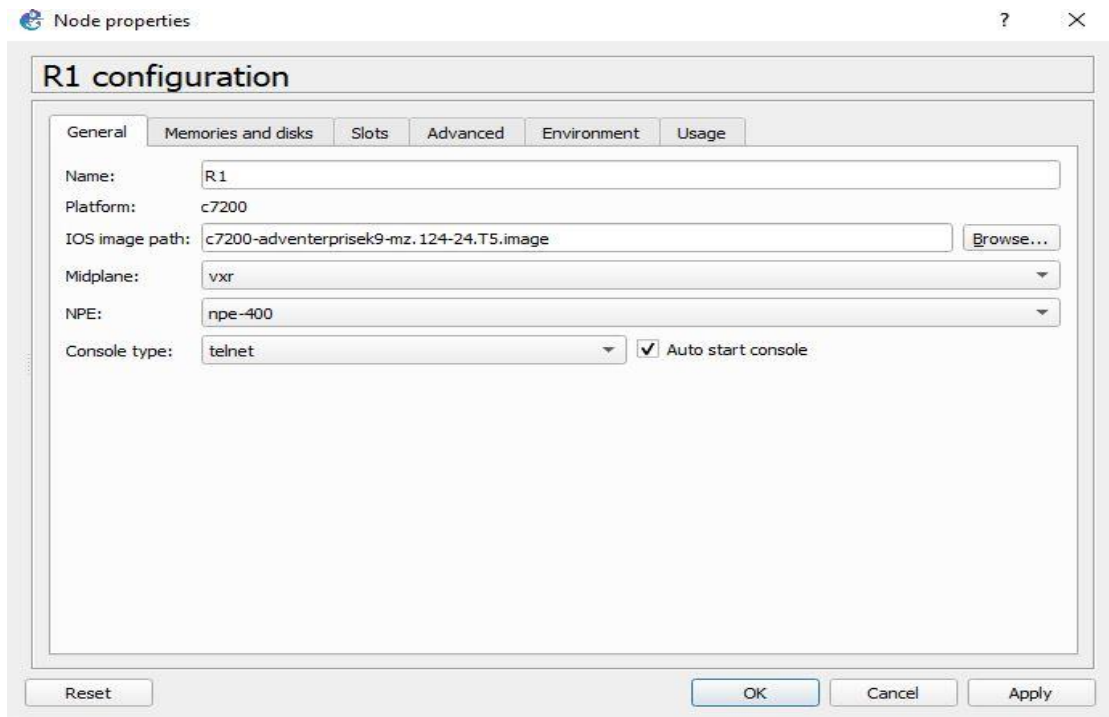 Node properties
R1 configuration
General Memories and disks Slots Advanced Environment Usage
Name: R1
Platform: c7200
IOS image path: c7200-adventerprisek9-mz.124-24.T5.image Browse...
Midplane: vxr
NPE: npe-400
Console type: telnet Auto start console
Reset OK Cancel Apply